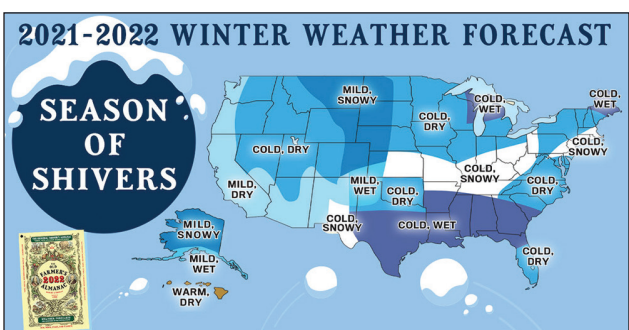 2021-2022 WINTER WEATHER FORECAST
SEASON
OF
SHIVERS
MILD,
SNOWY
COLD,
WET
COLD,
WET
COLD,
DRY
COLD, DRY
COLD,
SNOWY
COLD,
SNOWY
MILD,
DRY
MILD,
WET
COLD,
DRY
COLD,
DRY
COLD,
SNOWY
COLD, WET
COLD,
DRY
MILD,
SNOWY
MILD,
WET
WARM,
DRY
FARMER'S
2022
ALMANAC